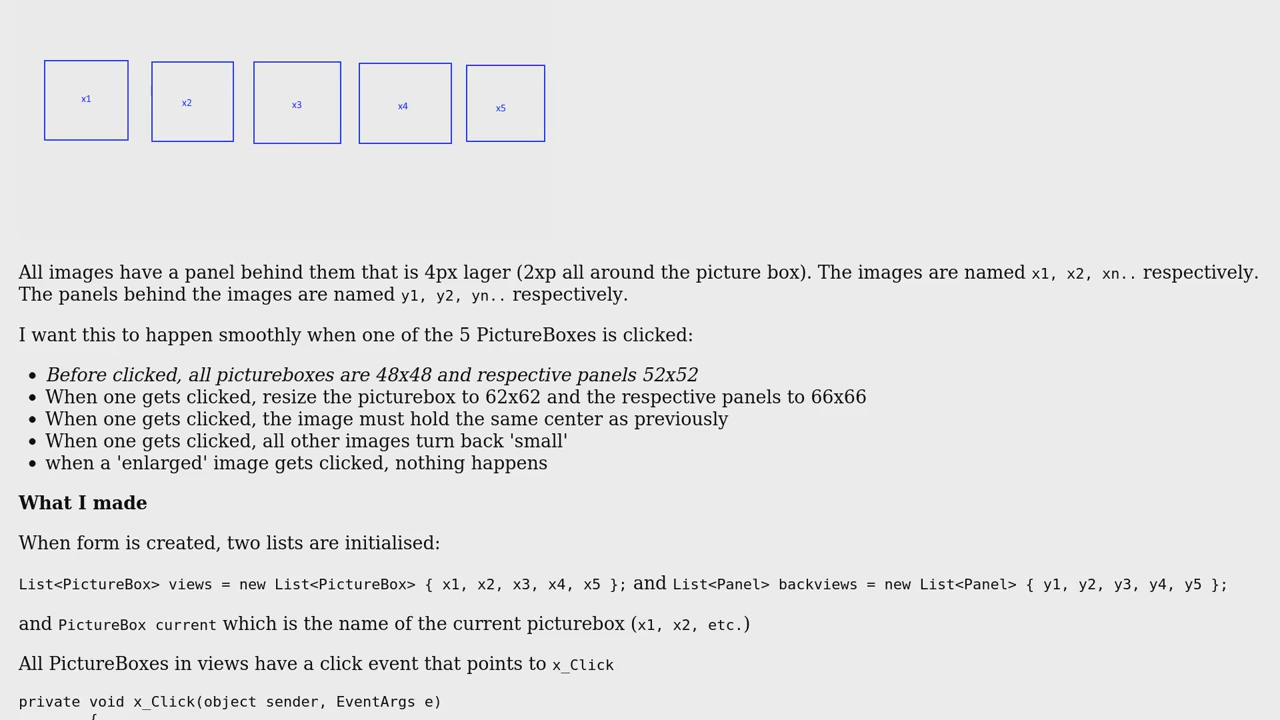 x1 x2 x3 x4 x5
All images have a panel behind them that is 4px lager (2xp all around the picture box). The images are named x1, x2, xn.. respectively.
The panels behind the images are named y1, y2, yn.. respectively.
I want this to happen smoothly when one of the 5 PictureBoxes is clicked:
• Before clicked, all pictureboxes are 48x48 and respective panels 52x52
• When one gets clicked, resize the picturebox to 62x62 and the respective panels to 66x66
• When one gets clicked, the image must hold the same center as previously
• When one gets clicked, all other images turn back 'small'
• when a 'enlarged' image gets clicked, nothing happens
What I made
When form is created, two lists are initialised:
List<PictureBox> views = new List<PictureBox> { x1, x2, x3, x4, x5 }; and List<Panel> backviews = new List<Panel> { y1, y2, y3, y4, y5 };
and PictureBox current which is the name of the current picturebox (x1, x2, etc.)
All PictureBoxes in views have a click event that points to x_Click
private void x_Click(object sender, EventArgs e)
{